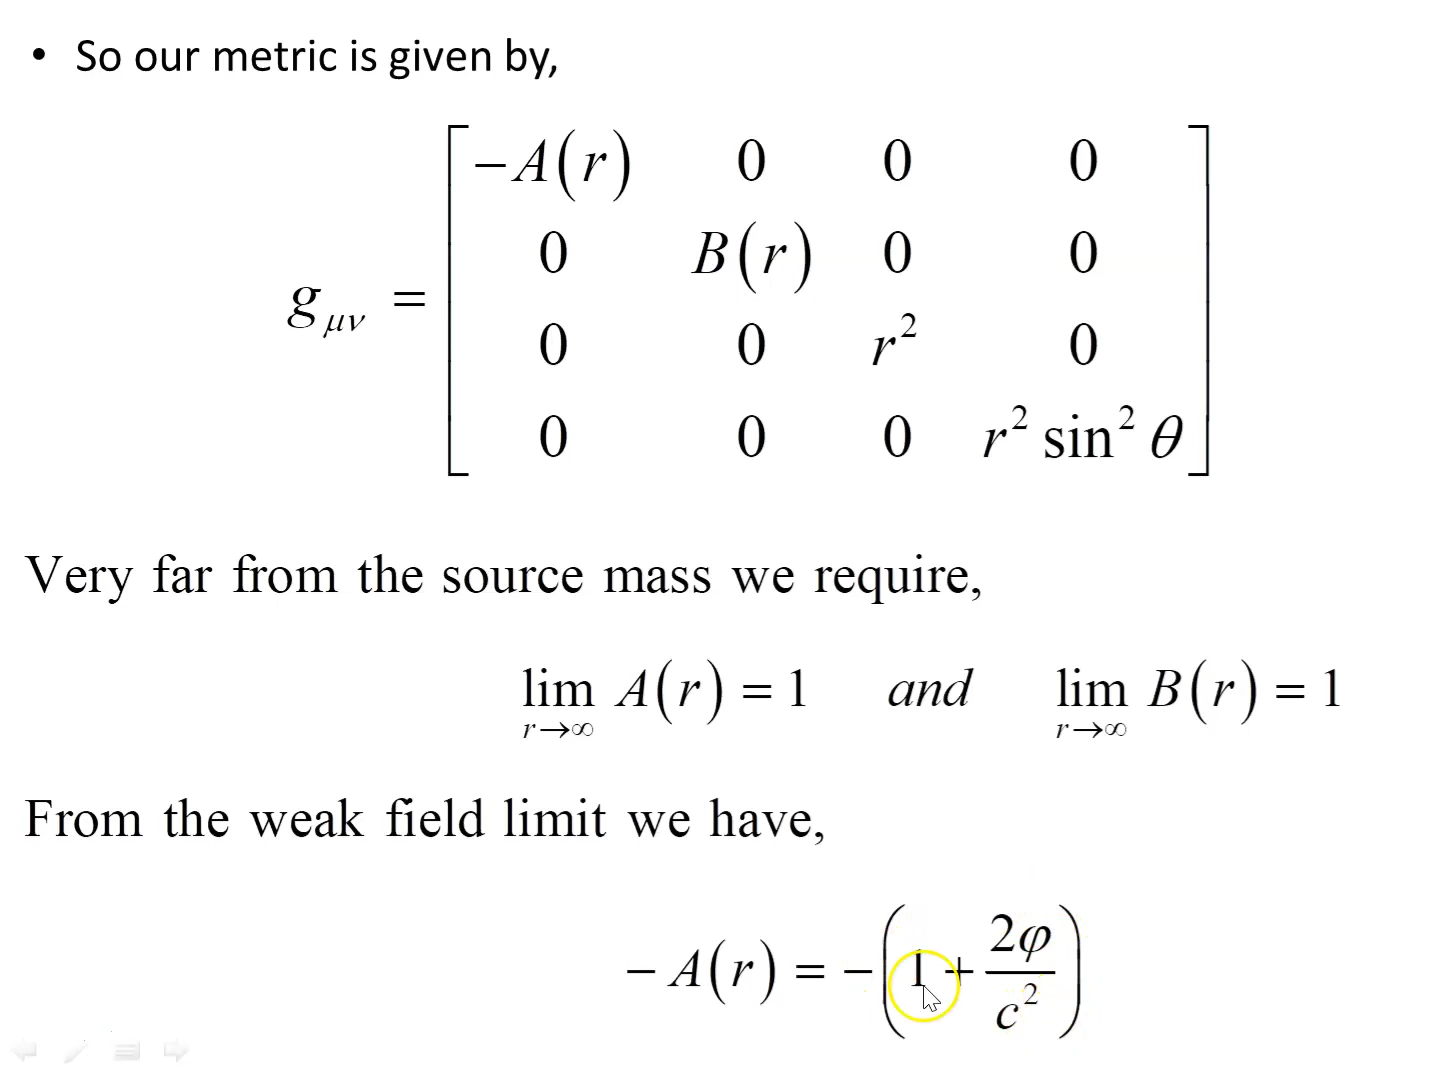 • So our metric is given by,
g_{μν} = [ −A(r) 0 0 0
0 B(r) 0 0
0 0 r² 0
0 0 0 r² sin² θ ]
Very far from the source mass we require,
lim_{r→∞} A(r) = 1 and lim_{r→∞} B(r) = 1
From the weak field limit we have,
− A(r) = −(1 + 2φ/c²)